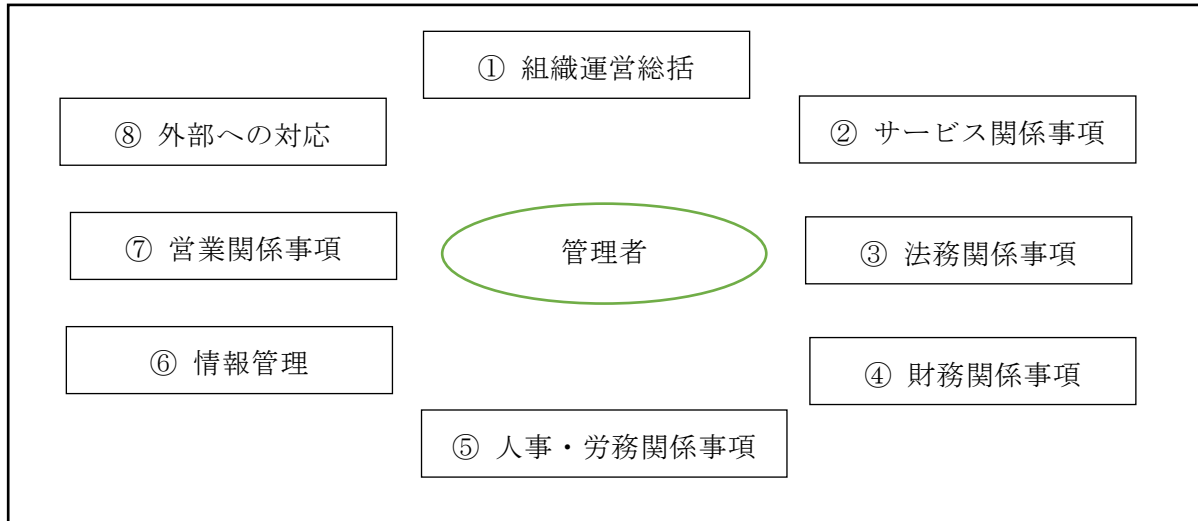 ① 組織運営総括
② サービス関係事項
③ 法務関係事項
④ 財務関係事項
⑤ 人事・労務関係事項
⑥ 情報管理
⑦ 営業関係事項
⑧ 外部への対応
管理者